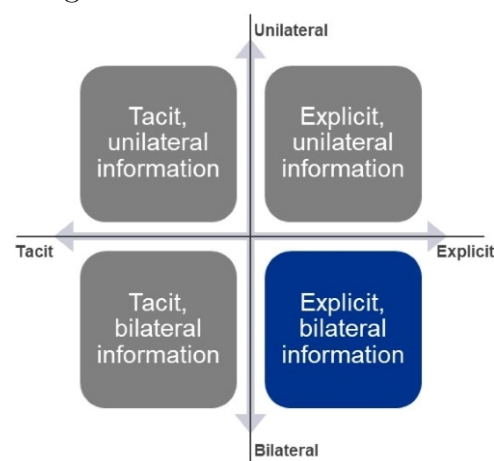 Unilateral
Tacit,
unilateral
information
Explicit,
unilateral
information
Tacit
Explicit
Tacit,
bilateral
information
Explicit,
bilateral
information
Bilateral